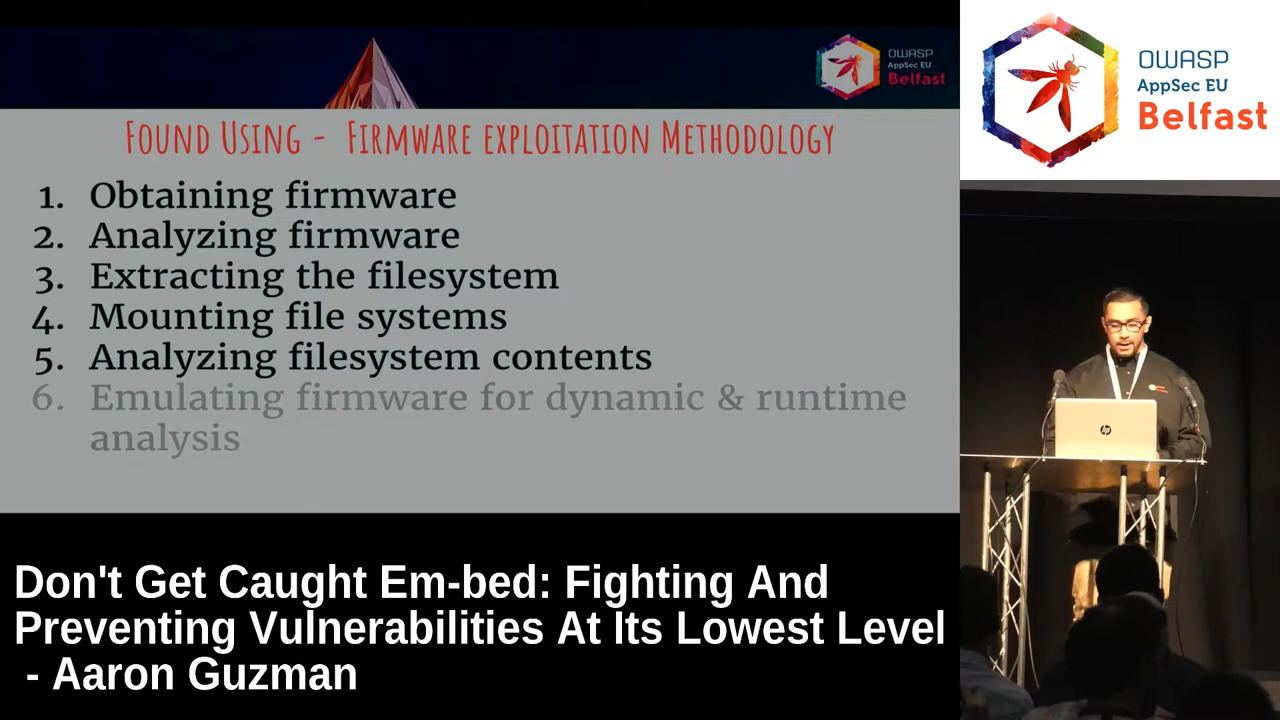 OWASP
AppSec EU
Belfast
Found Using - Firmware exploitation Methodology
1. Obtaining firmware
2. Analyzing firmware
3. Extracting the filesystem
4. Mounting file systems
5. Analyzing filesystem contents
6. Emulating firmware for dynamic & runtime
analysis
OWASP
AppSec EU
Belfast
hp
Don't Get Caught Em-bed: Fighting And
Preventing Vulnerabilities At Its Lowest Level
- Aaron Guzman